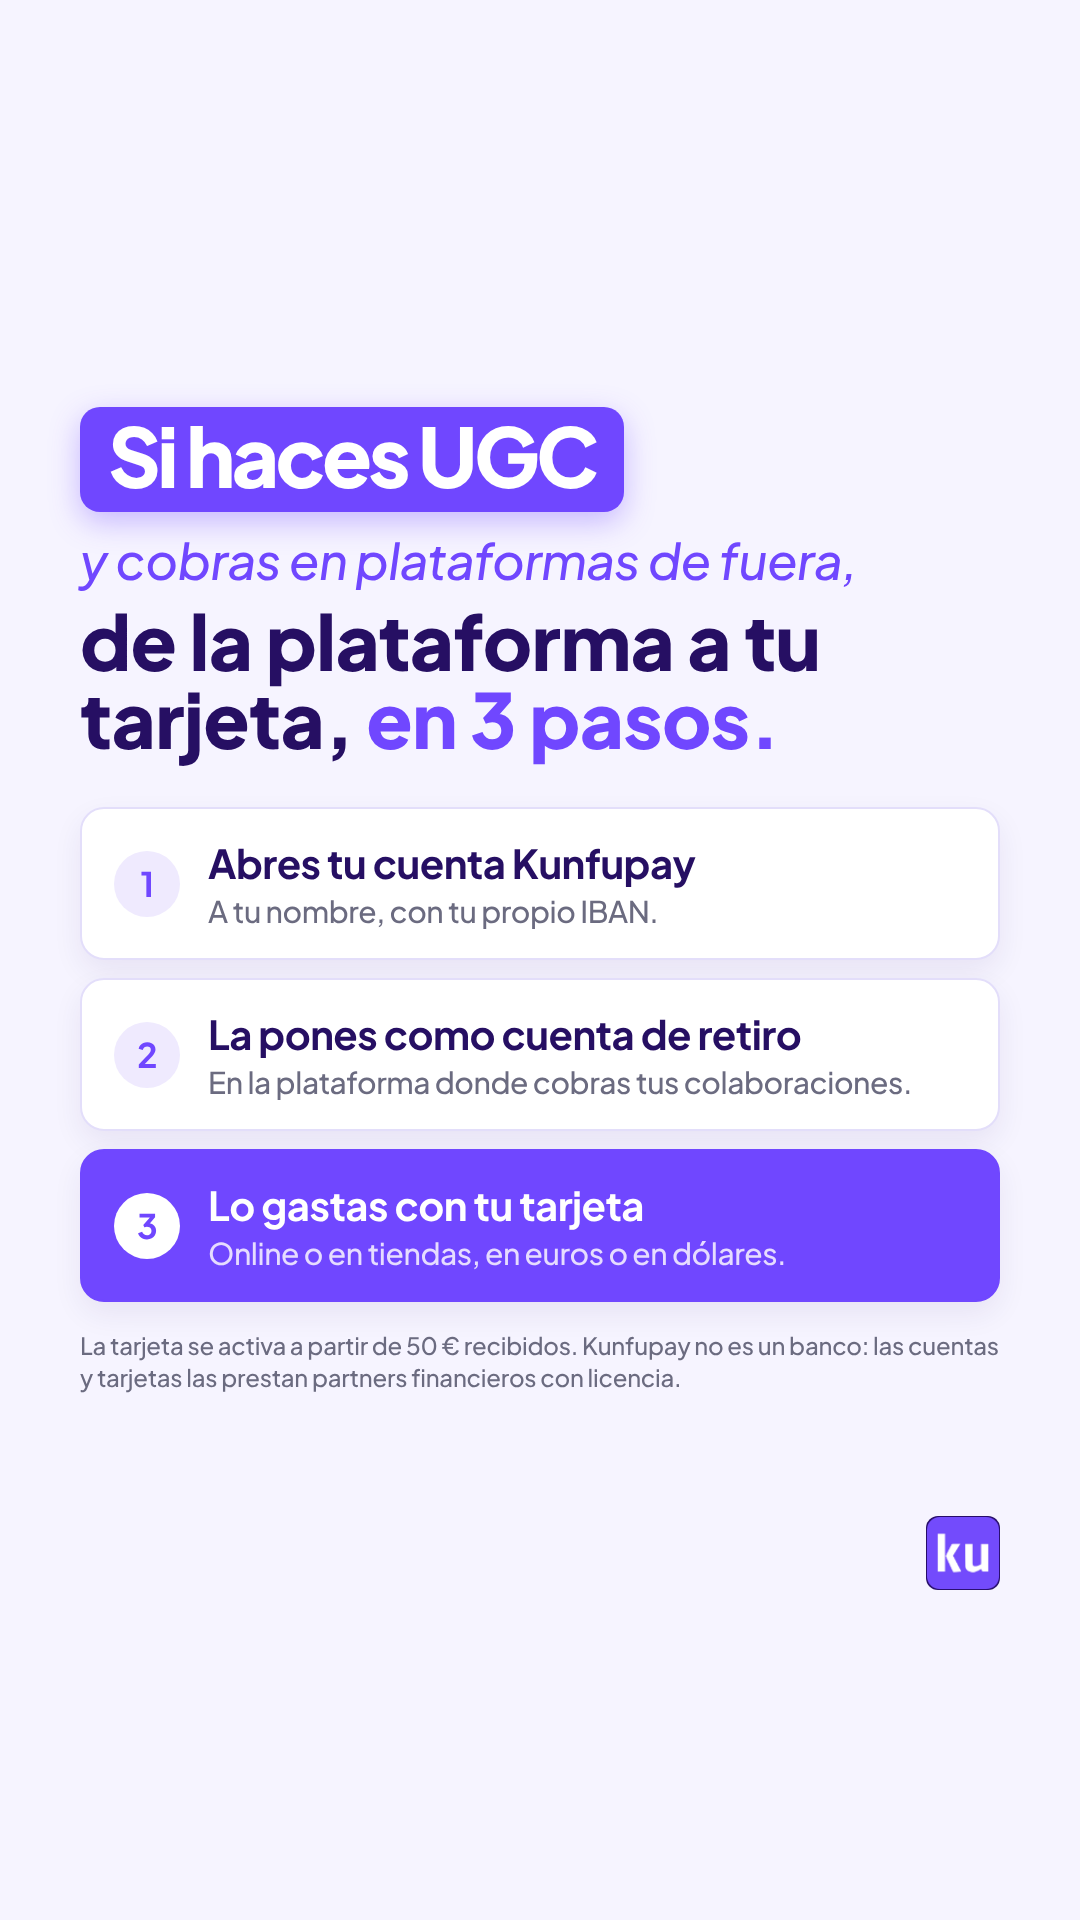 Si haces UGC
y cobras en plataformas de fuera,
de la plataforma a tu
tarjeta, en 3 pasos.
1
Abres tu cuenta Kunfupay
A tu nombre, con tu propio IBAN.
2
La pones como cuenta de retiro
En la plataforma donde cobras tus colaboraciones.
3
Lo gastas con tu tarjeta
Online o en tiendas, en euros o en dólares.
La tarjeta se activa a partir de 50 € recibidos. Kunfupay no es un banco: las cuentas
y tarjetas las prestan partners financieros con licencia.
ku